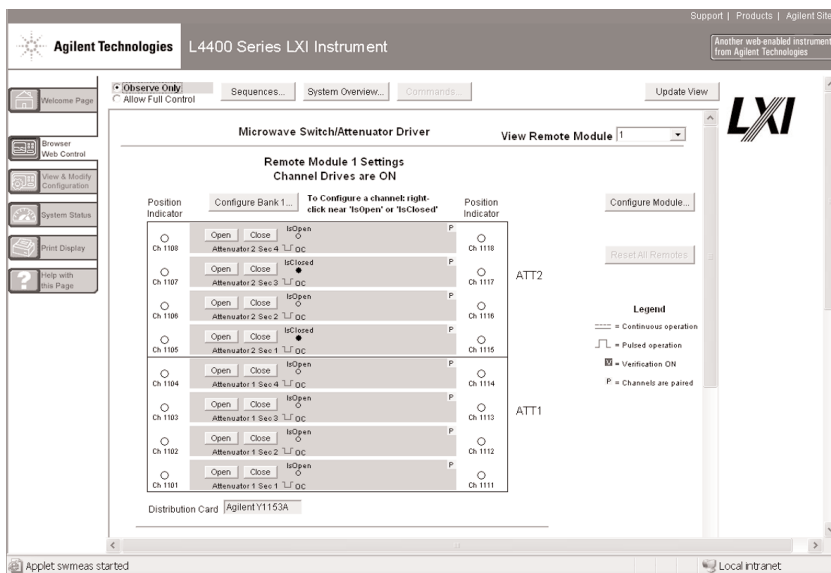 Support | Products | Agilent Site
Agilent Technologies
L4400 Series LXI Instrument
Another web-enabled instrument from Agilent Technologies
Welcome Page
Browser Web Control
View & Modify Configuration
System Status
Print Display
Help with this Page
Observe Only
Allow Full Control
Sequences...
System Overview...
Commands...
Update View
LXI
Microwave Switch/Attenuator Driver
View Remote Module 1
Remote Module 1 Settings
Channel Drives are ON
Position Indicator
Configure Bank 1...
To Configure a channel: right-click near 'IsOpen' or 'IsClosed'
Position Indicator
Configure Module...
Reset All Remotes
Ch 1108 Open Close IsOpen P Attenuator 2 Sec 4 OC Ch 1118
Ch 1107 Open Close IsClosed P Attenuator 2 Sec 3 OC Ch 1117
ATT2
Ch 1106 Open Close IsOpen P Attenuator 2 Sec 2 OC Ch 1116
Ch 1105 Open Close IsClosed P Attenuator 2 Sec 1 OC Ch 1115
Ch 1104 Open Close IsOpen P Attenuator 1 Sec 4 OC Ch 1114
Ch 1103 Open Close IsOpen P Attenuator 1 Sec 3 OC Ch 1113
ATT1
Ch 1102 Open Close IsOpen P Attenuator 1 Sec 2 OC Ch 1112
Ch 1101 Open Close IsOpen P Attenuator 1 Sec 1 OC Ch 1111
Legend
= Continuous operation
= Pulsed operation
V = Verification ON
P = Channels are paired
Distribution Card Agilent Y1153A
Applet swmeas started
Local intranet